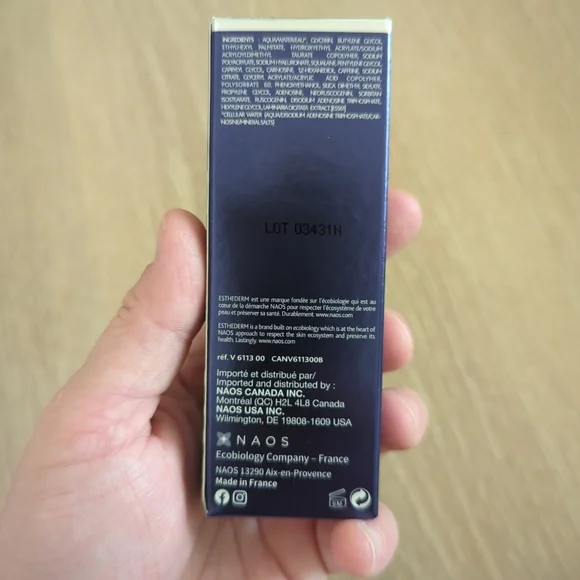 INGREDIENTS : AQUA/WATER/EAU*, GLYCERIN, BUTYLENE GLYCOL,
ETHYLHEXYL PALMITATE, HYDROXYETHYL ACRYLATE/SODIUM
ACRYLOYLDIMETHYL TAURATE COPOLYMER, SODIUM
POLYACRYLATE, SODIUM HYALURONATE, SQUALANE, PENTYLENE GLYCOL,
CAPRYLYL GLYCOL, CARNOSINE, 1,2-HEXANEDIOL, CAFFEINE, SODIUM
CITRATE, GLYCERYL ACRYLATE/ACRYLIC ACID COPOLYMER,
POLYSORBATE 60, PHENOXYETHANOL, SILICA DIMETHYL SILYLATE,
PROPYLENE GLYCOL, ADENOSINE, NEORUSCOGENIN, SORBITAN
ISOSTEARATE, RUSCOGENIN, DISODIUM ADENOSINE TRIPHOSPHATE,
HEXYLENE GLYCOL, LAMINARIA DIGITATA EXTRACT
*CELLULAR WATER (AQUA/DISODIUM ADENOSINE TRIPHOSPHATE/CAR-
NOSINE/MINERAL SALTS)
LOT 03431H
ESTHEDERM est une marque fondée sur l'écobiologie qui est au
cœur de la démarche NAOS pour respecter l'écosystème de votre
peau et préserver sa santé. Durablement. www.naos.com
ESTHEDERM is a brand built on ecobiology which is at the heart of
NAOS approach to respect the skin ecosystem and preserve its
health. Lastingly. www.naos.com
réf. V 6113 00 CANV611300B
Importé et distribué par/
Imported and distributed by :
NAOS CANADA INC.
Montréal (QC) H2L 4L8 Canada
NAOS USA INC.
Wilmington, DE 19808-1609 USA
NAOS
Ecobiology Company – France
NAOS 13290 Aix-en-Provence
Made in France